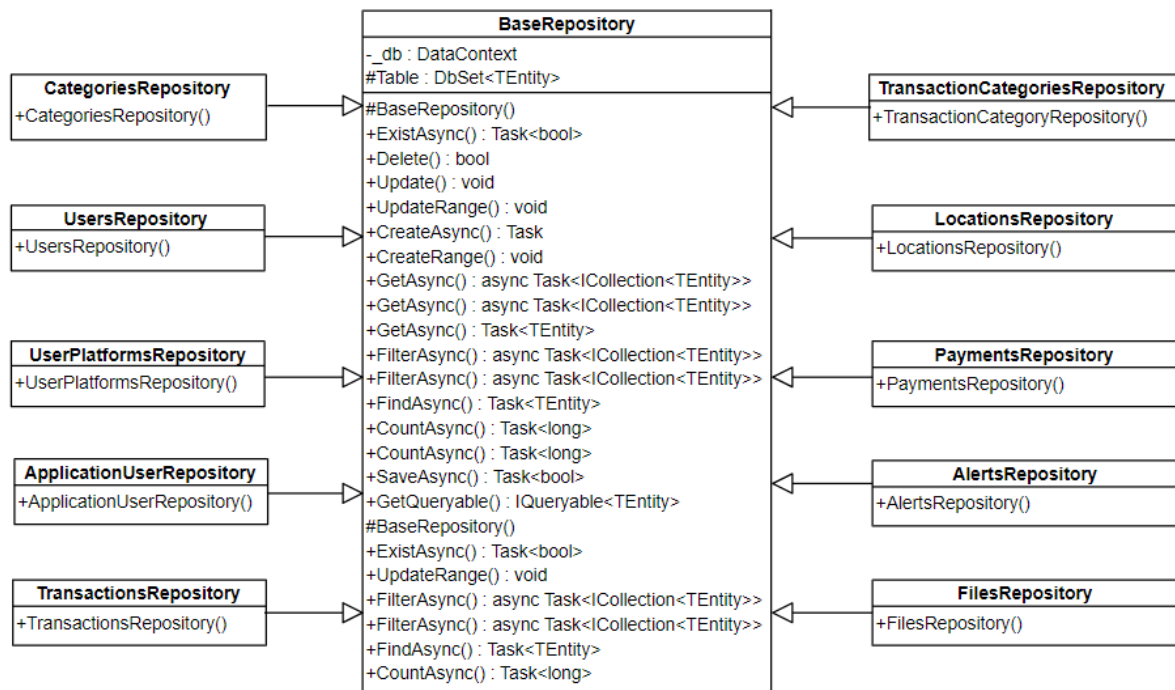 BaseRepository
-_db : DataContext
#Table : DbSet<TEntity>
#BaseRepository()
+ExistAsync() : Task<bool>
+Delete() : bool
+Update() : void
+UpdateRange() : void
+CreateAsync() : Task
+CreateRange() : void
+GetAsync() : async Task<ICollection<TEntity>>
+GetAsync() : async Task<ICollection<TEntity>>
+GetAsync() : Task<TEntity>
+FilterAsync() : async Task<ICollection<TEntity>>
+FilterAsync() : async Task<ICollection<TEntity>>
+FindAsync() : Task<TEntity>
+CountAsync() : Task<long>
+CountAsync() : Task<long>
+SaveAsync() : Task<bool>
+GetQueryable() : IQueryable<TEntity>
#BaseRepository()
+ExistAsync() : Task<bool>
+UpdateRange() : void
+FilterAsync() : async Task<ICollection<TEntity>>
+FilterAsync() : async Task<ICollection<TEntity>>
+FindAsync() : Task<TEntity>
+CountAsync() : Task<long>
CategoriesRepository
+CategoriesRepository()
UsersRepository
+UsersRepository()
UserPlatformsRepository
+UserPlatformsRepository()
ApplicationUserRepository
+ApplicationUserRepository()
TransactionsRepository
+TransactionsRepository()
TransactionCategoriesRepository
+TransactionCategoryRepository()
LocationsRepository
+LocationsRepository()
PaymentsRepository
+PaymentsRepository()
AlertsRepository
+AlertsRepository()
FilesRepository
+FilesRepository()